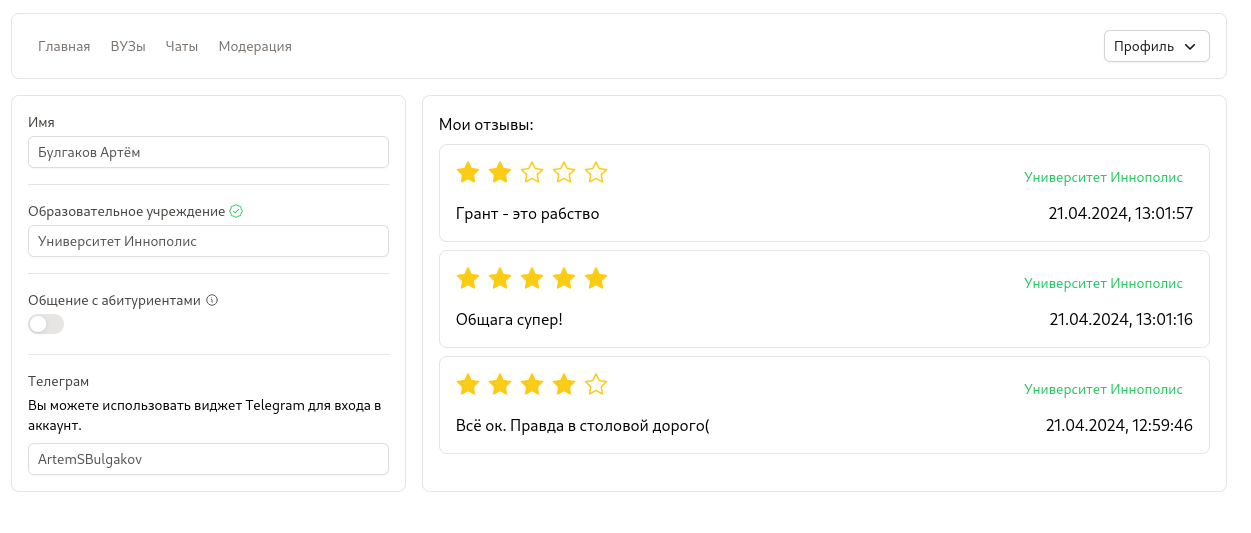 Главная ВУЗы Чаты Модерация Профиль
Имя
Булгаков Артём
Образовательное учреждение
Университет Иннополис
Общение с абитуриентами
Телеграм
Вы можете использовать виджет Telegram для входа в
аккаунт.
ArtemSBulgakov
Мои отзывы:
Университет Иннополис
Грант - это рабство 21.04.2024, 13:01:57
Университет Иннополис
Общага супер! 21.04.2024, 13:01:16
Университет Иннополис
Всё ок. Правда в столовой дорого( 21.04.2024, 12:59:46